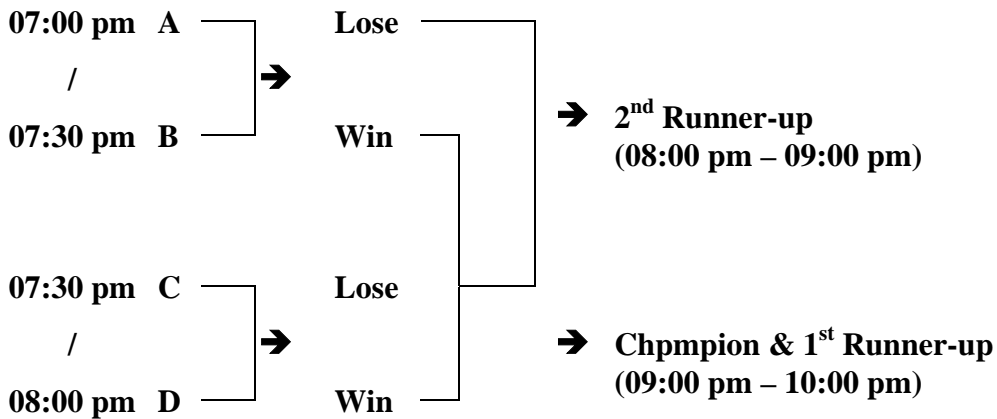 07:00 pm A Lose
/
07:30 pm B Win
2nd Runner-up
(08:00 pm – 09:00 pm)
07:30 pm C Lose
/
08:00 pm D Win
Chpmpion & 1st Runner-up
(09:00 pm – 10:00 pm)